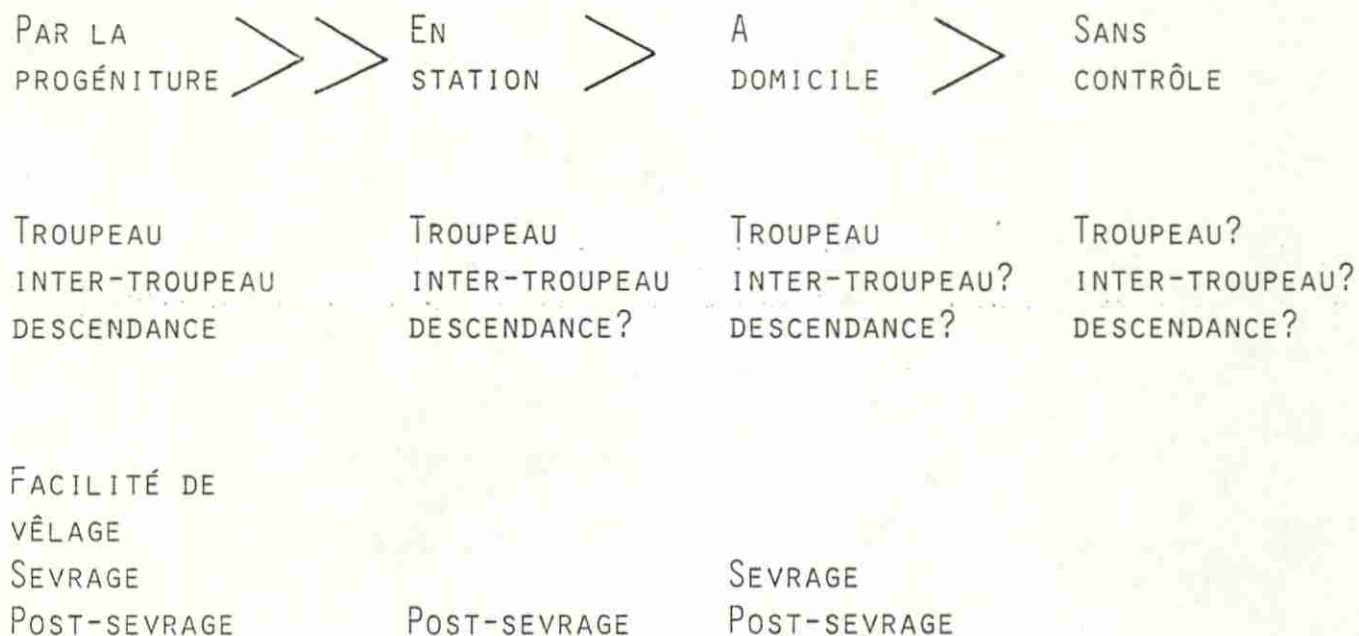 PAR LA PROGÉNITURE >> EN STATION > A DOMICILE > SANS CONTRÔLE
TROUPEAU TROUPEAU TROUPEAU TROUPEAU?
INTER-TROUPEAU INTER-TROUPEAU INTER-TROUPEAU? INTER-TROUPEAU?
DESCENDANCE DESCENDANCE? DESCENDANCE? DESCENDANCE?
FACILITÉ DE
VÊLAGE
SEVRAGE SEVRAGE
POST-SEVRAGE POST-SEVRAGE POST-SEVRAGE